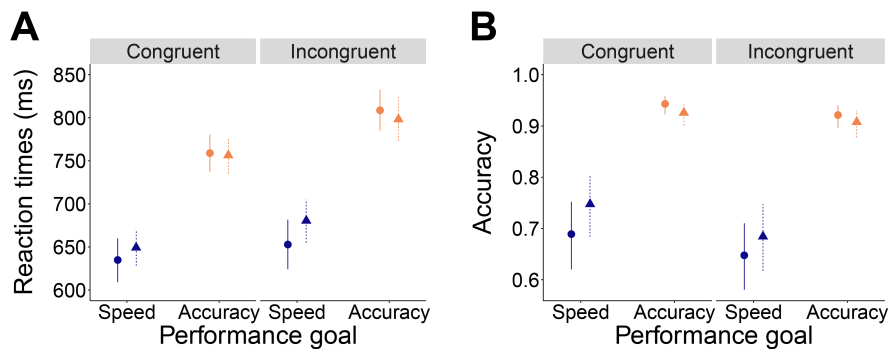 A
Congruent Incongruent
Reaction times (ms)
850
800
750
700
650
600
Speed Accuracy Speed Accuracy
Performance goal
B
Congruent Incongruent
Accuracy
1.0
0.9
0.8
0.7
0.6
Speed Accuracy Speed Accuracy
Performance goal